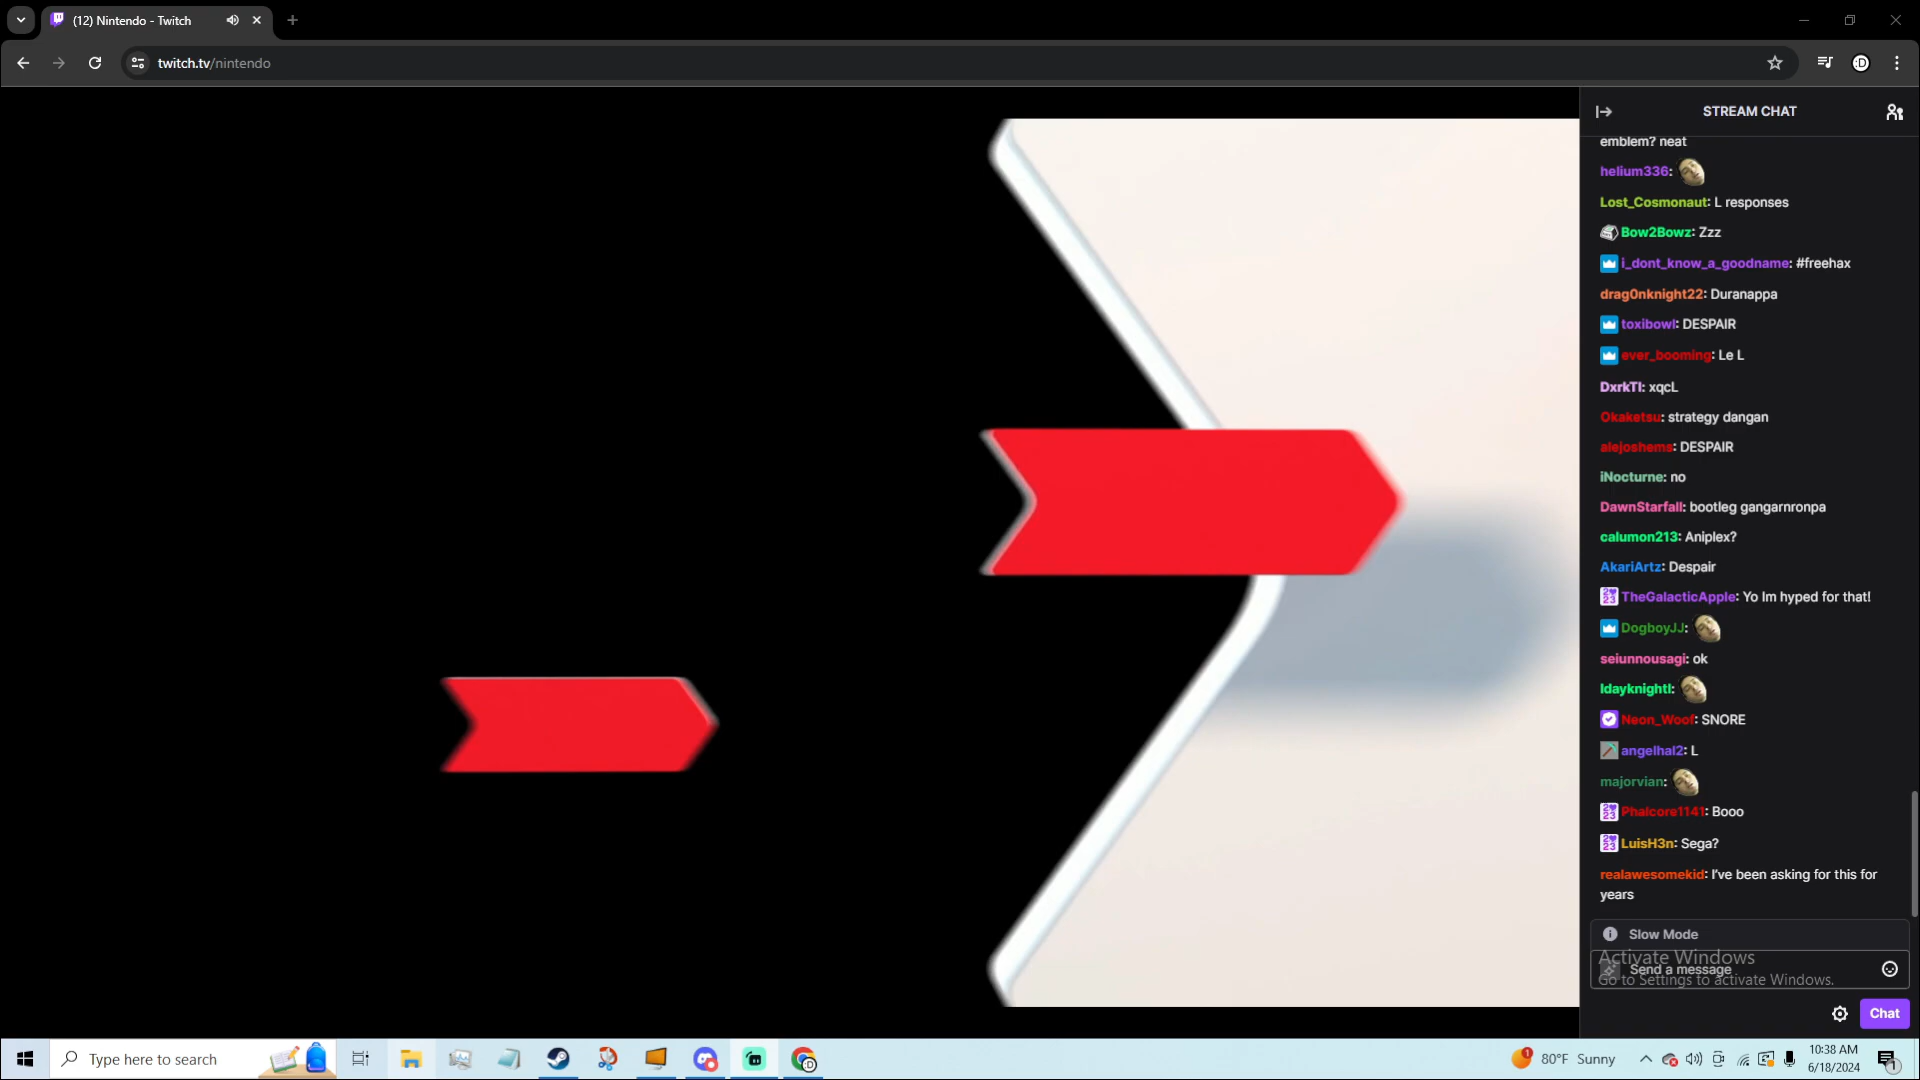 (12) Nintendo - Twitch
twitch.tv/nintendo
STREAM CHAT
emblem? neat
helium336:
Lost_Cosmonaut: L responses
Bow2Bowz: Zzz
i_dont_know_a_goodname: #freehax
drag0nknight22: Duranappa
toxibowl: DESPAIR
ever_booming: Le L
DxrkTl: xqcL
Okaketsu: strategy dangan
alejoshems: DESPAIR
iNocturne: no
DawnStarfall: bootleg gangarnronpa
calumon213: Aniplex?
AkariArtz: Despair
TheGalacticApple: Yo Im hyped for that!
DogboyJJ:
seiunnousagi: ok
ldayknightl:
Neon_Woof: SNORE
angelhal2: L
majorvian:
Phalcore1141: Booo
LuisH3n: Sega?
realawesomekid: I've been asking for this for
years
Slow Mode
Activate Windows
Send a message
Go to Settings to activate Windows.
Chat
Type here to search
80°F Sunny
10:38 AM
6/18/2024